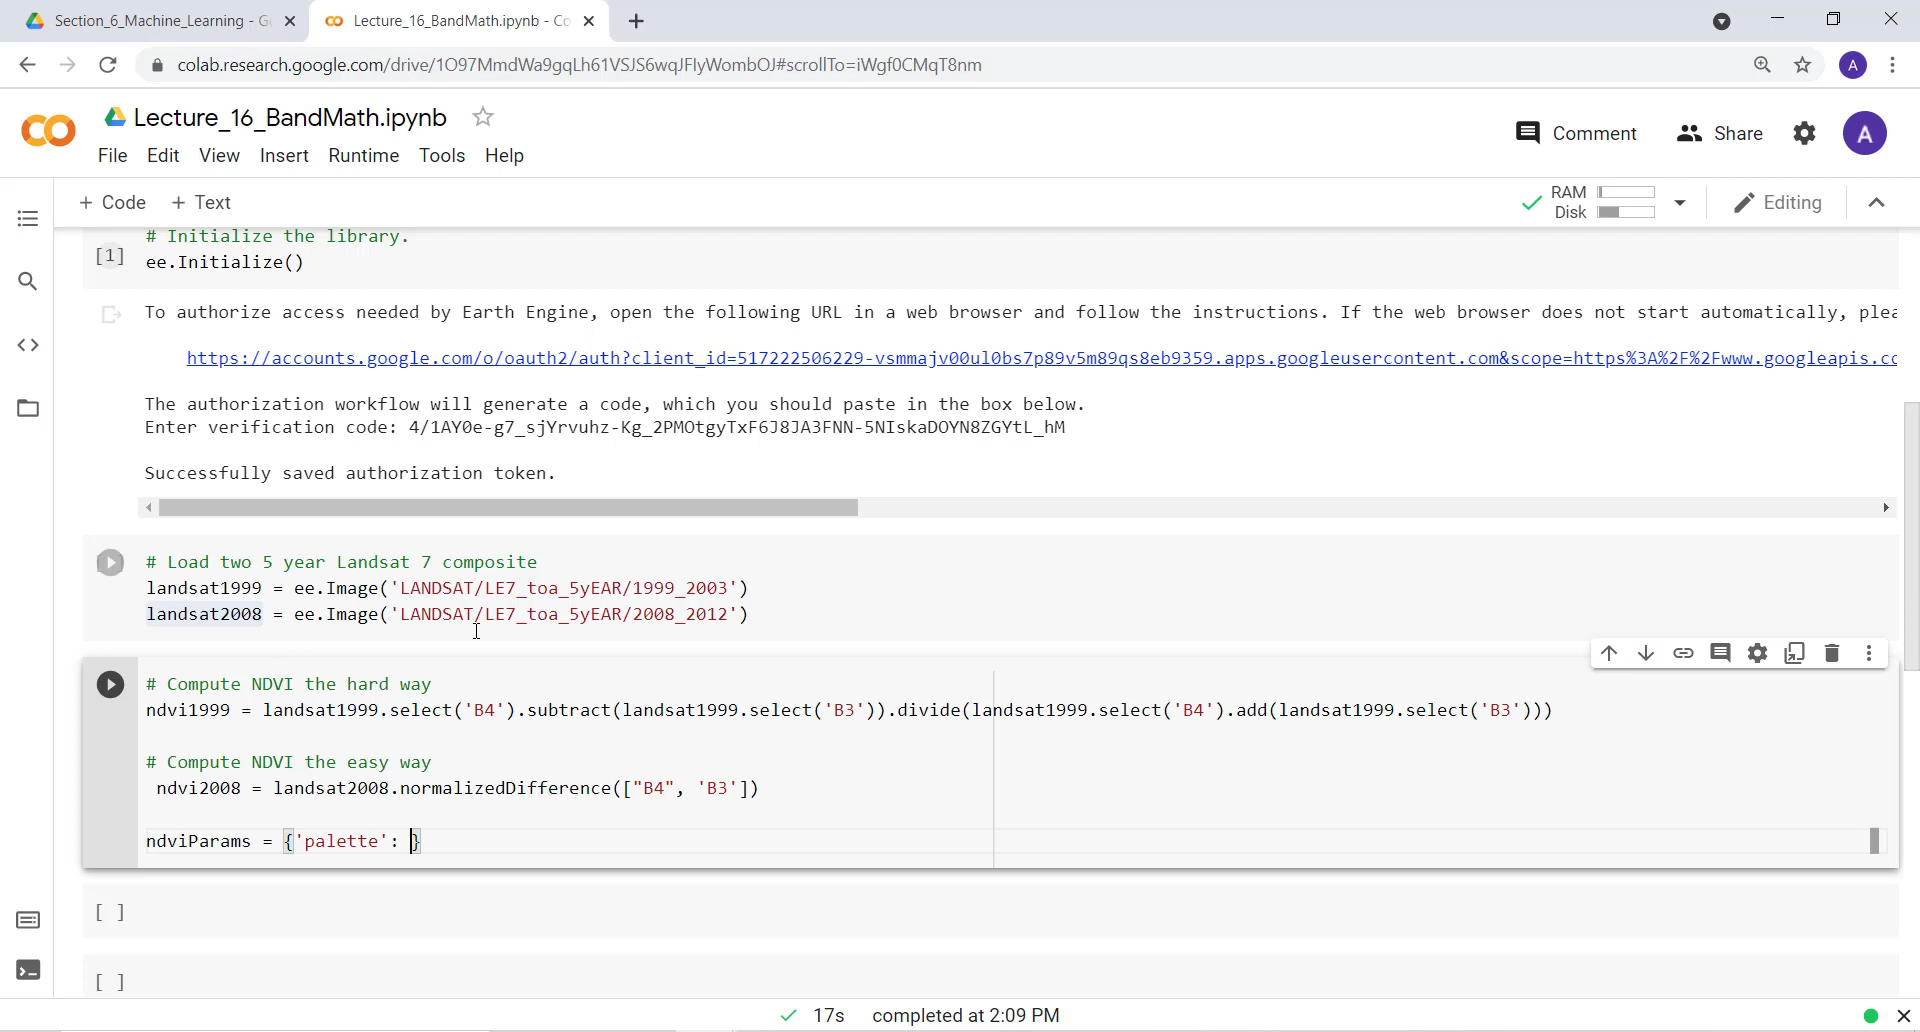 Section_6_Machine_Learning - G
Lecture_16_BandMath.ipynb - Co
colab.research.google.com/drive/1O97MmdWa9gqLh61VSJS6wqJFIyWombOJ#scrollTo=iWgf0CMqT8nm
A
Lecture_16_BandMath.ipynb
File Edit View Insert Runtime Tools Help
Comment
Share
A
+ Code + Text
RAM
Disk
Editing
# Initialize the library.
[1]
ee.Initialize()
To authorize access needed by Earth Engine, open the following URL in a web browser and follow the instructions. If the web browser does not start automatically, plea
https://accounts.google.com/o/oauth2/auth?client_id=517222506229-vsmmajv00ul0bs7p89v5m89qs8eb9359.apps.googleusercontent.com&scope=https%3A%2F%2Fwww.googleapis.cc
The authorization workflow will generate a code, which you should paste in the box below.
Enter verification code: 4/1AY0e-g7_sjYrvuhz-Kg_2PMOtgyTxF6J8JA3FNN-5NIskaDOYN8ZGYtL_hM
Successfully saved authorization token.
# Load two 5 year Landsat 7 composite
landsat1999 = ee.Image('LANDSAT/LE7_toa_5yEAR/1999_2003')
landsat2008 = ee.Image('LANDSAT/LE7_toa_5yEAR/2008_2012')
# Compute NDVI the hard way
ndvi1999 = landsat1999.select('B4').subtract(landsat1999.select('B3')).divide(landsat1999.select('B4').add(landsat1999.select('B3')))
# Compute NDVI the easy way
ndvi2008 = landsat2008.normalizedDifference(["B4", 'B3'])
ndviParams = {'palette': }
[ ]
[ ]
17s completed at 2:09 PM